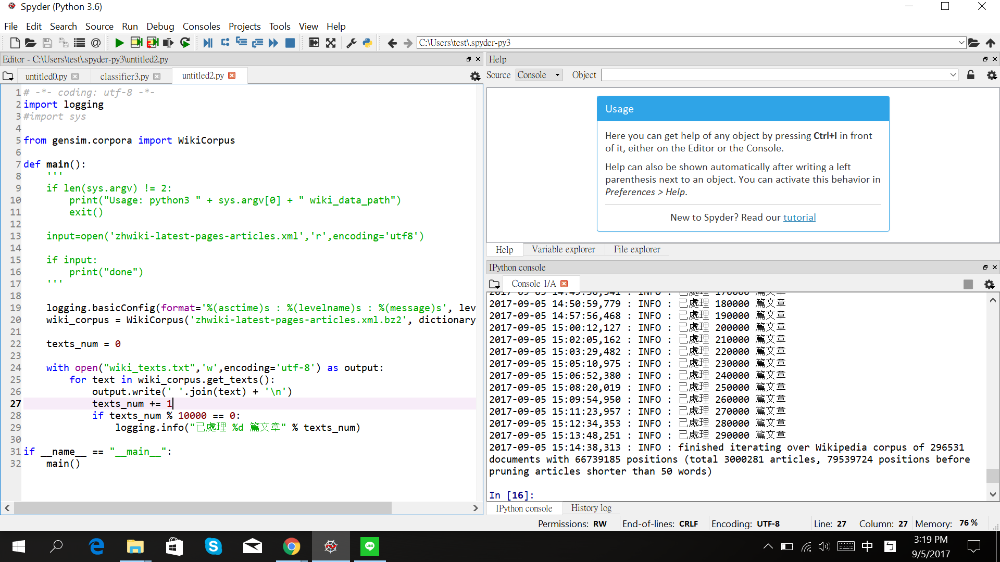 Spyder (Python 3.6)
File Edit Search Source Run Debug Consoles Projects Tools View Help
C:\Users\test\.spyder-py3
Editor - C:\Users\test\.spyder-py3\untitled2.py
untitled0.py classifier3.py untitled2.py
1 # -*- coding: utf-8 -*-
2 import logging
3 #import sys
4
5 from gensim.corpora import WikiCorpus
6
7 def main():
8     '''
9     if len(sys.argv) != 2:
10         print("Usage: python3 " + sys.argv[0] + " wiki_data_path")
11         exit()
12
13     input=open('zhwiki-latest-pages-articles.xml','r',encoding='utf8')
14
15     if input:
16         print("done")
17     '''
18
19     logging.basicConfig(format='%(asctime)s : %(levelname)s : %(message)s', lev
20     wiki_corpus = WikiCorpus('zhwiki-latest-pages-articles.xml.bz2', dictionary
21
22     texts_num = 0
23
24     with open("wiki_texts.txt",'w',encoding='utf-8') as output:
25         for text in wiki_corpus.get_texts():
26             output.write(' '.join(text) + '\n')
27             texts_num += 1
28             if texts_num % 10000 == 0:
29                 logging.info("已處理 %d 篇文章" % texts_num)
30
31 if __name__ == "__main__":
32     main()
Help
Source Console Object
Usage
Here you can get help of any object by pressing Ctrl+I in front
of it, either on the Editor or the Console.
Help can also be shown automatically after writing a left
parenthesis next to an object. You can activate this behavior in
Preferences > Help.
New to Spyder? Read our tutorial
Help Variable explorer File explorer
IPython console
Console 1/A
2017-09-05 14:49:56,541 : INFO : 已處理 170000 篇文章
2017-09-05 14:50:59,779 : INFO : 已處理 180000 篇文章
2017-09-05 14:57:56,468 : INFO : 已處理 190000 篇文章
2017-09-05 15:00:12,127 : INFO : 已處理 200000 篇文章
2017-09-05 15:02:05,162 : INFO : 已處理 210000 篇文章
2017-09-05 15:03:29,482 : INFO : 已處理 220000 篇文章
2017-09-05 15:05:10,975 : INFO : 已處理 230000 篇文章
2017-09-05 15:06:52,380 : INFO : 已處理 240000 篇文章
2017-09-05 15:08:20,019 : INFO : 已處理 250000 篇文章
2017-09-05 15:09:54,950 : INFO : 已處理 260000 篇文章
2017-09-05 15:11:23,957 : INFO : 已處理 270000 篇文章
2017-09-05 15:12:34,353 : INFO : 已處理 280000 篇文章
2017-09-05 15:13:48,251 : INFO : 已處理 290000 篇文章
2017-09-05 15:14:38,313 : INFO : finished iterating over Wikipedia corpus of 296531
documents with 66739185 positions (total 3000281 articles, 79539724 positions before
pruning articles shorter than 50 words)
In [16]:
IPython console History log
Permissions: RW End-of-lines: CRLF Encoding: UTF-8 Line: 27 Column: 27 Memory: 76 %
中 ㄅ 3:19 PM
9/5/2017